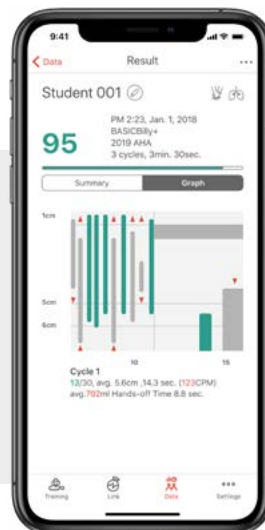 9:41
Data
Result
...
Student 001
95
PM 2:23, Jan. 1, 2018
BASICBilly+
2019 AHA
3 cycles, 3min. 30sec.
Summary
Graph
1cm
5cm
6cm
10
15
Cycle 1
13/30, avg. 5.6cm ,14.3 sec. (123CPM)
avg.792ml Hands-off Time 8.8 sec.
Training
Link
Data
Settings